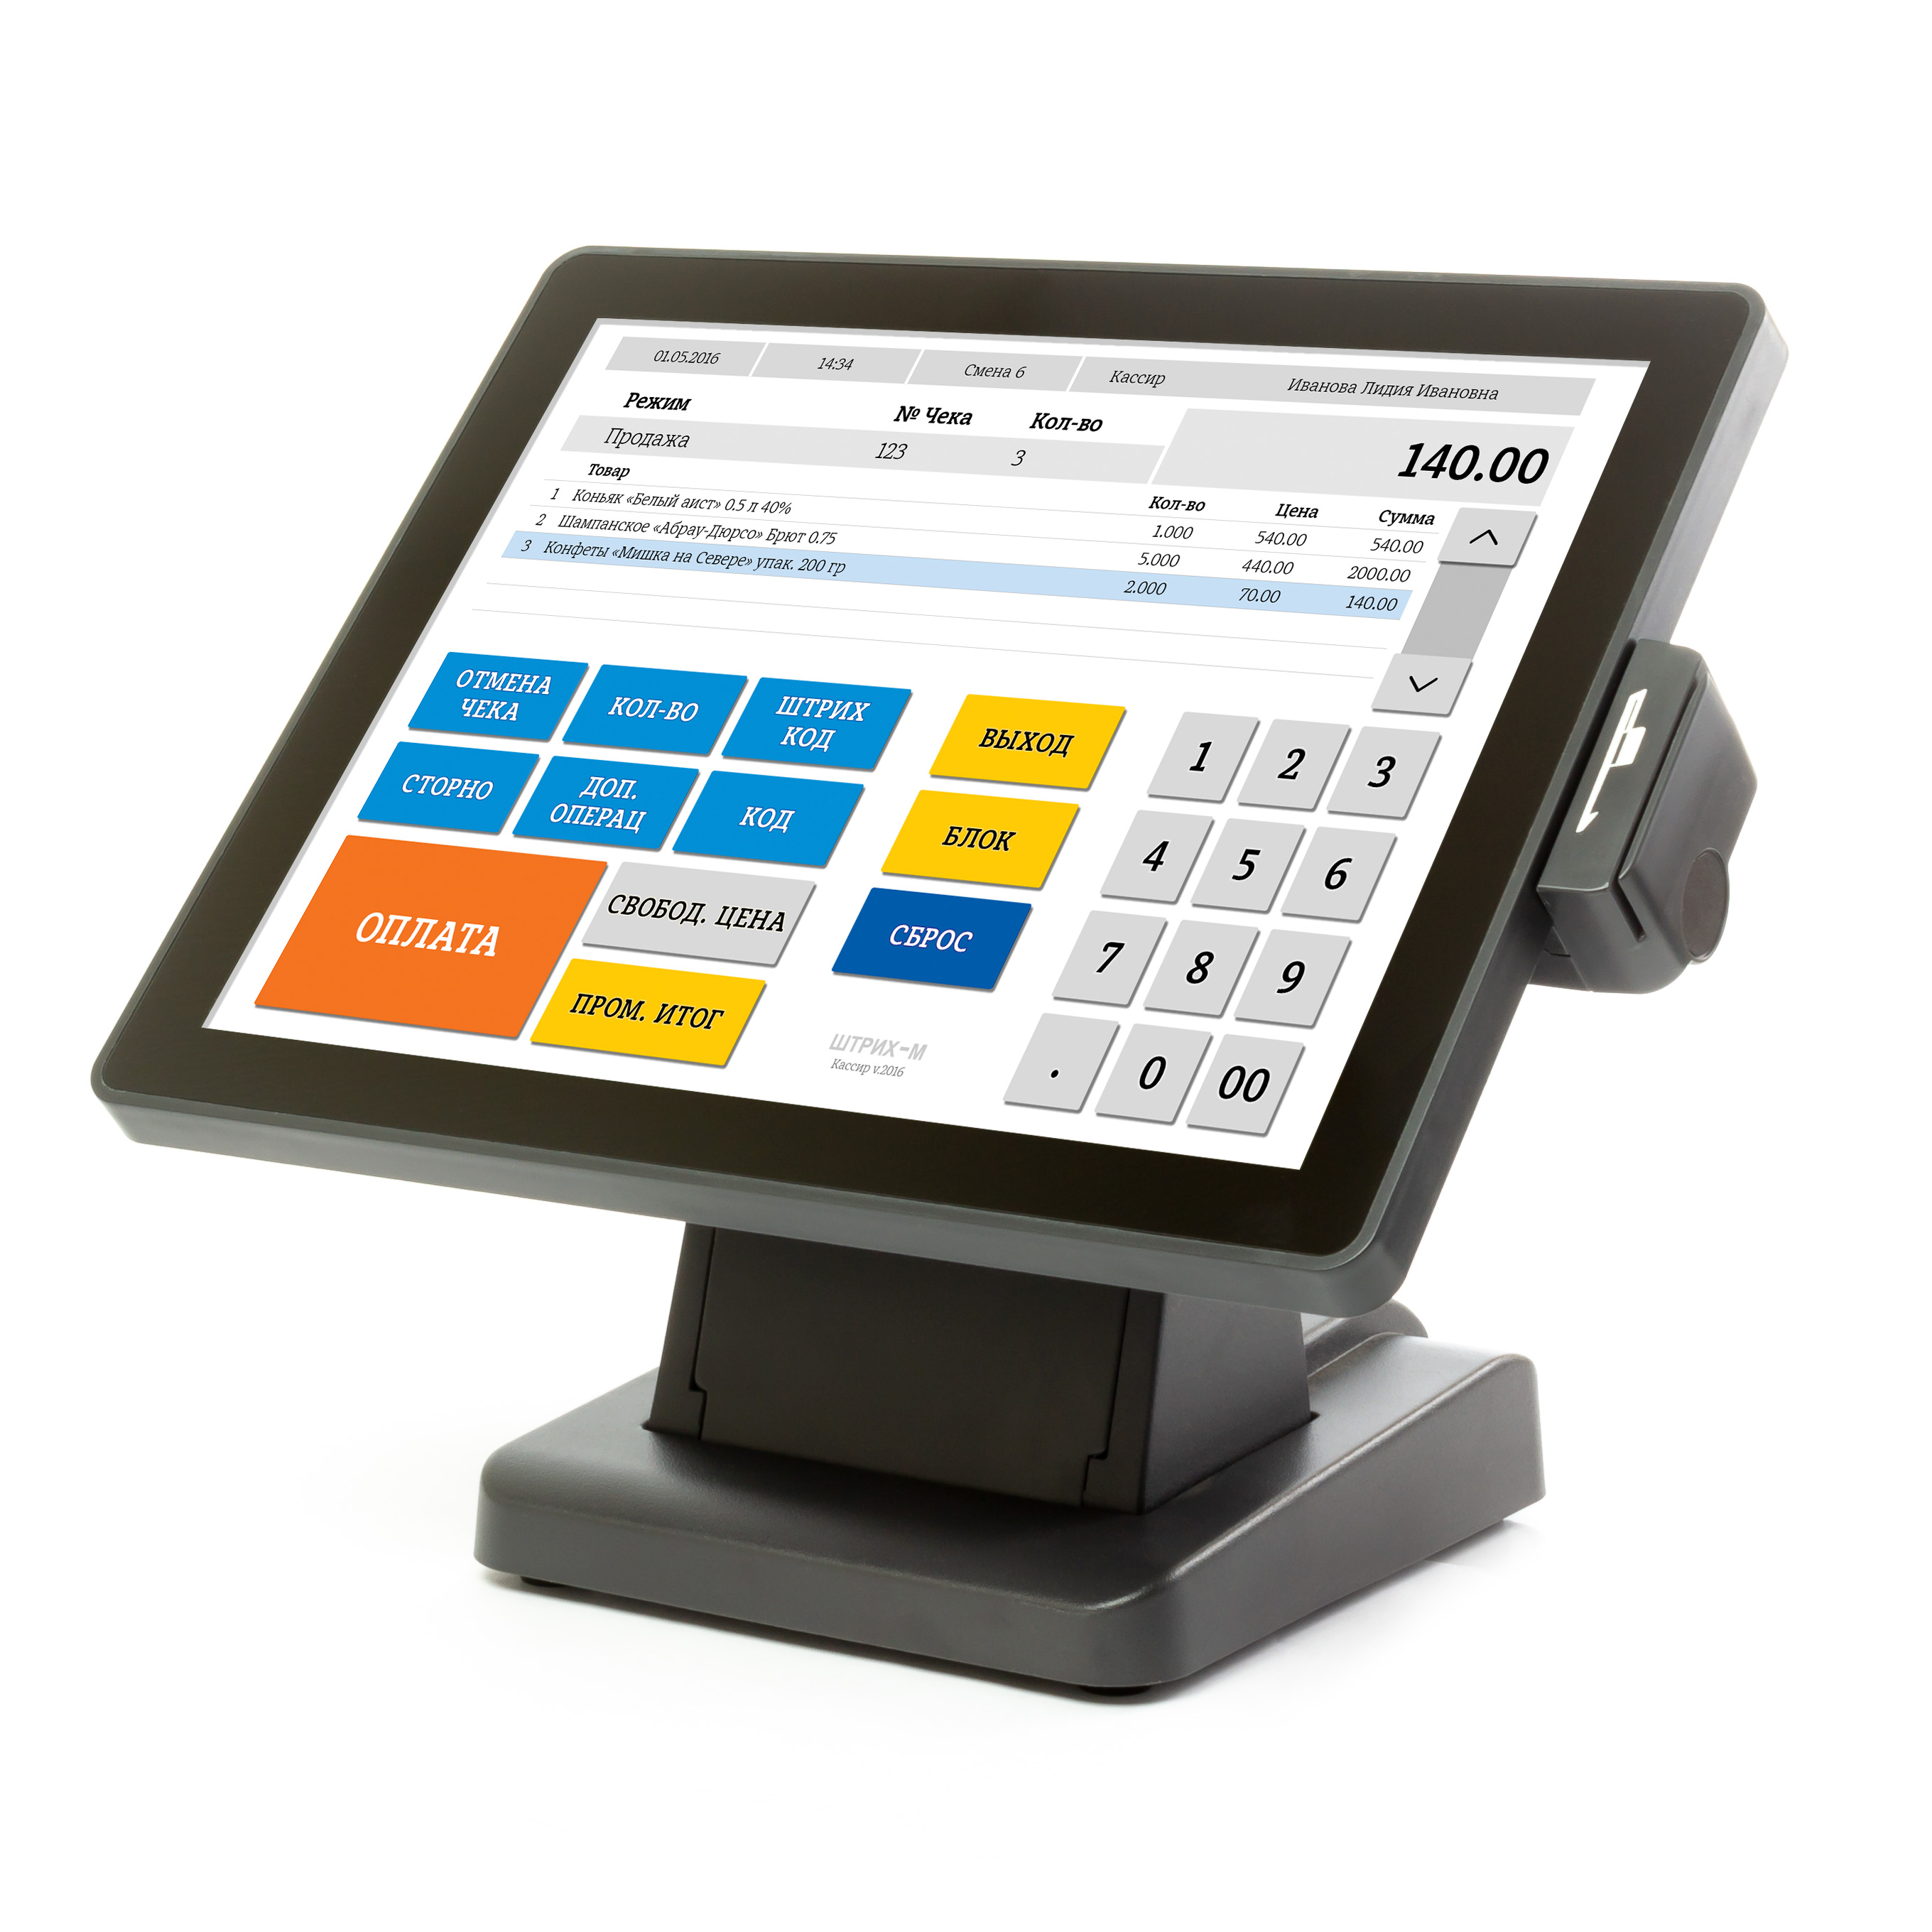 01.05.2016 14:34 Смена 6 Кассир Иванова Лидия Ивановна
Режим № Чека Кол-во
Продажа 123 3
140.00
Товар Кол-во Цена Сумма
1 Коньяк «Белый аист» 0.5 л 40% 1.000 540.00 540.00
2 Шампанское «Абрау-Дюрсо» Брют 0.75 5.000 440.00 2000.00
3 Конфеты «Мишка на Севере» упак. 200 гр 2.000 70.00 140.00
ОТМЕНА
ЧЕКА
КОЛ-ВО
ШТРИХ
КОД
СТОРНО
ДОП.
ОПЕРАЦ
КОД
ОПЛАТА
СВОБОД. ЦЕНА
ПРОМ. ИТОГ
ВЫХОД
БЛОК
СБРОС
1 2 3
4 5 6
7 8 9
. 0 00
ШТРИХ-М
Кассир v.2016